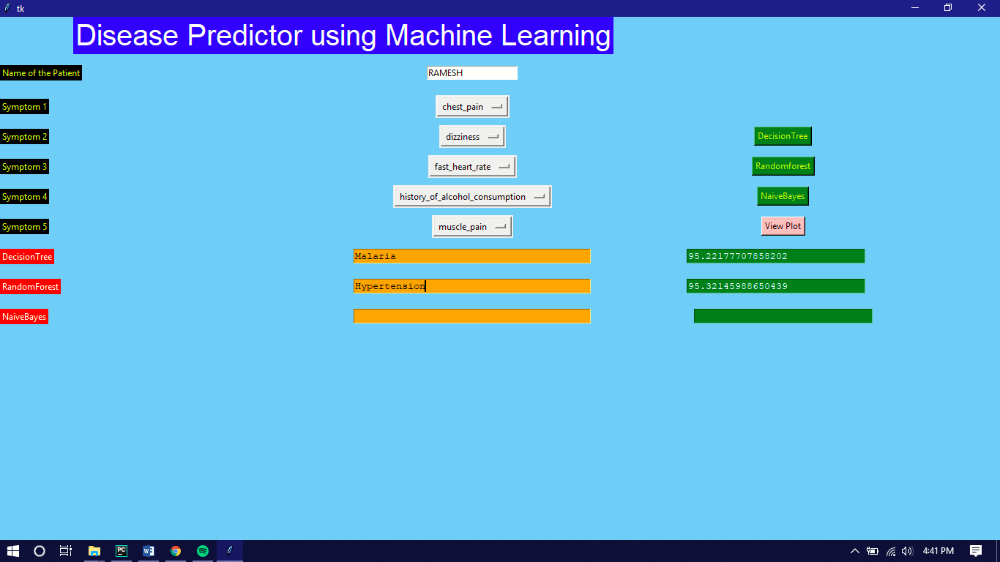 tk
Disease Predictor using Machine Learning
Name of the Patient RAMESH
Symptom 1 chest_pain
Symptom 2 dizziness DecisionTree
Symptom 3 fast_heart_rate Randomforest
Symptom 4 history_of_alcohol_consumption NaiveBayes
Symptom 5 muscle_pain View Plot
DecisionTree Malaria 95.22177707858202
RandomForest Hypertension 95.32145988650439
NaiveBayes
PC W 4:41 PM